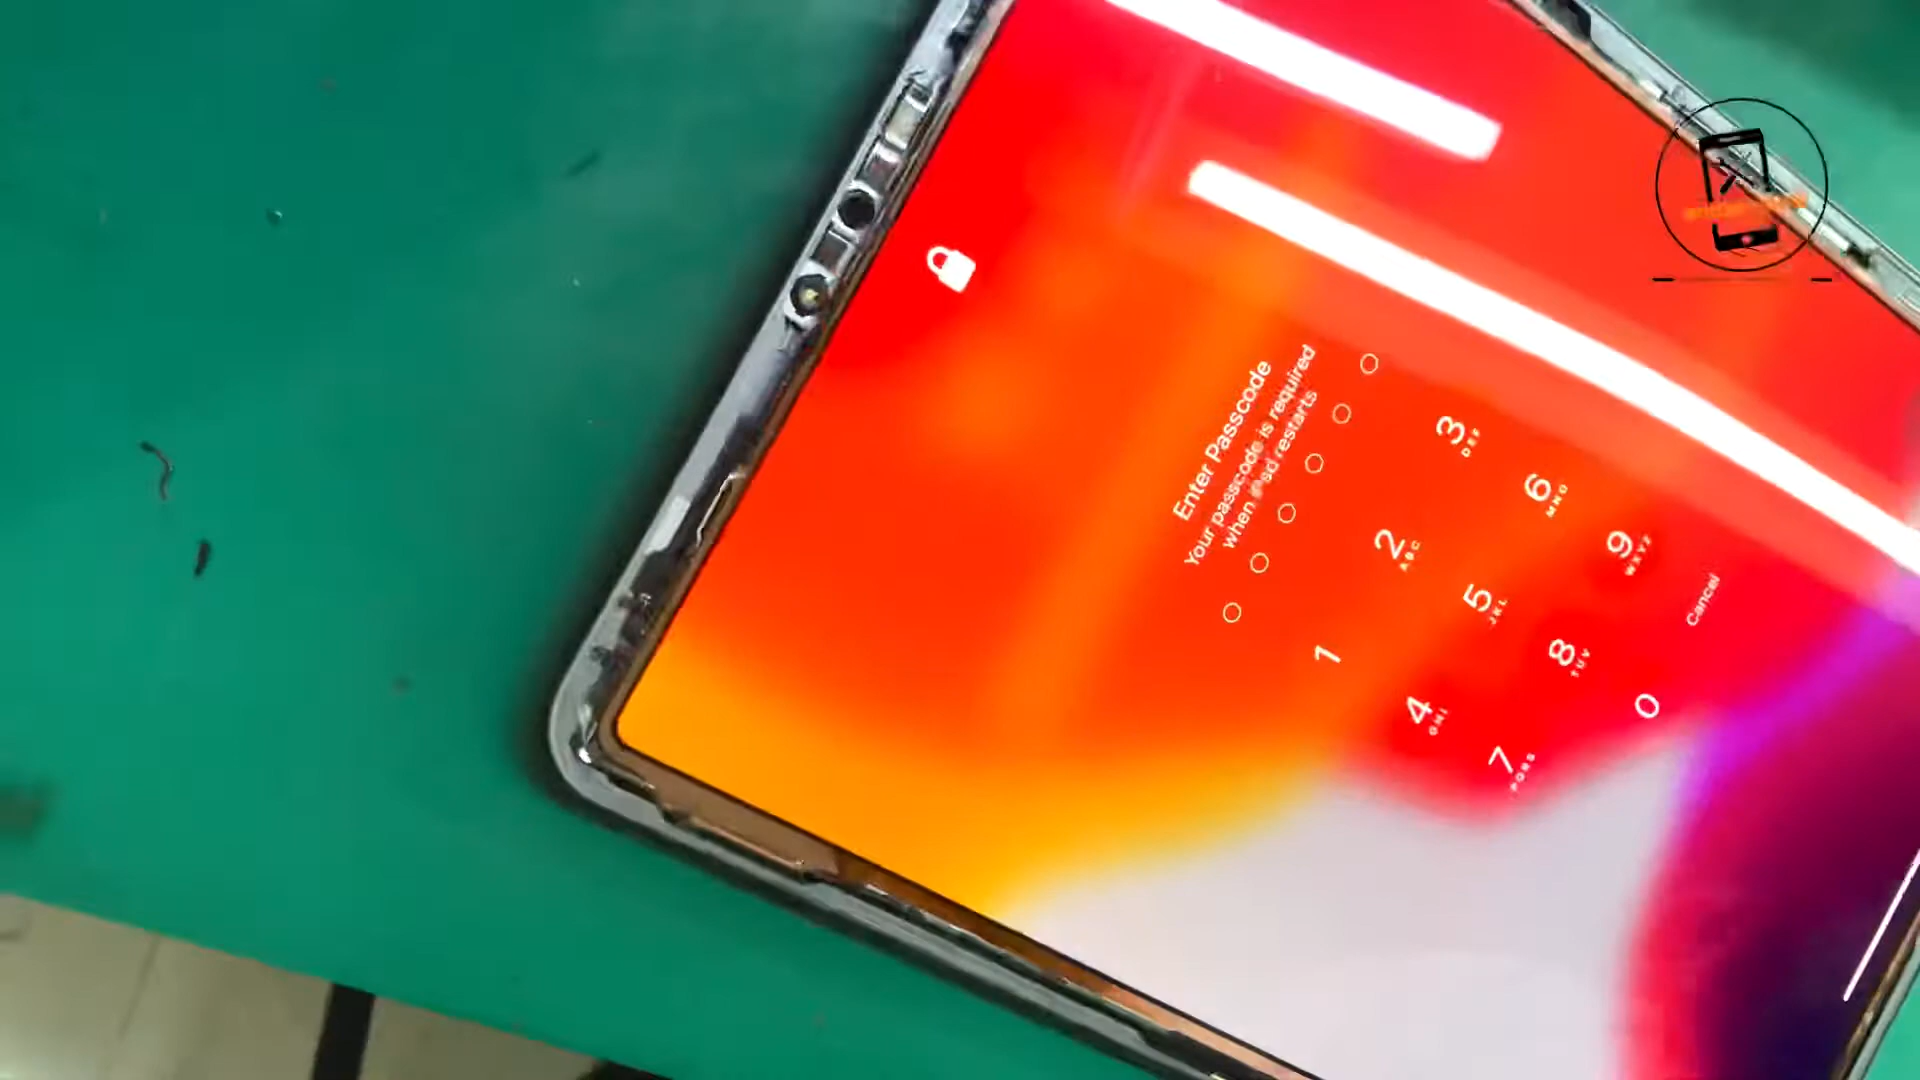 Enter Passcode
Your passcode is required
when iPad restarts
1
2 ABC
3 DEF
4 GHI
5 JKL
6 MNO
7 PQRS
8 TUV
9 WXYZ
0
Cancel